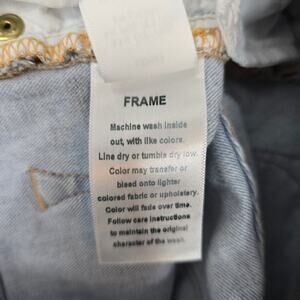 FRAME
Machine wash inside
out, with like colors.
Line dry or tumble dry low.
Color may transfer or
bleed onto lighter
colored fabric or upholstery.
Color will fade over time.
Follow care instructions
to maintain the original
character of the wash.